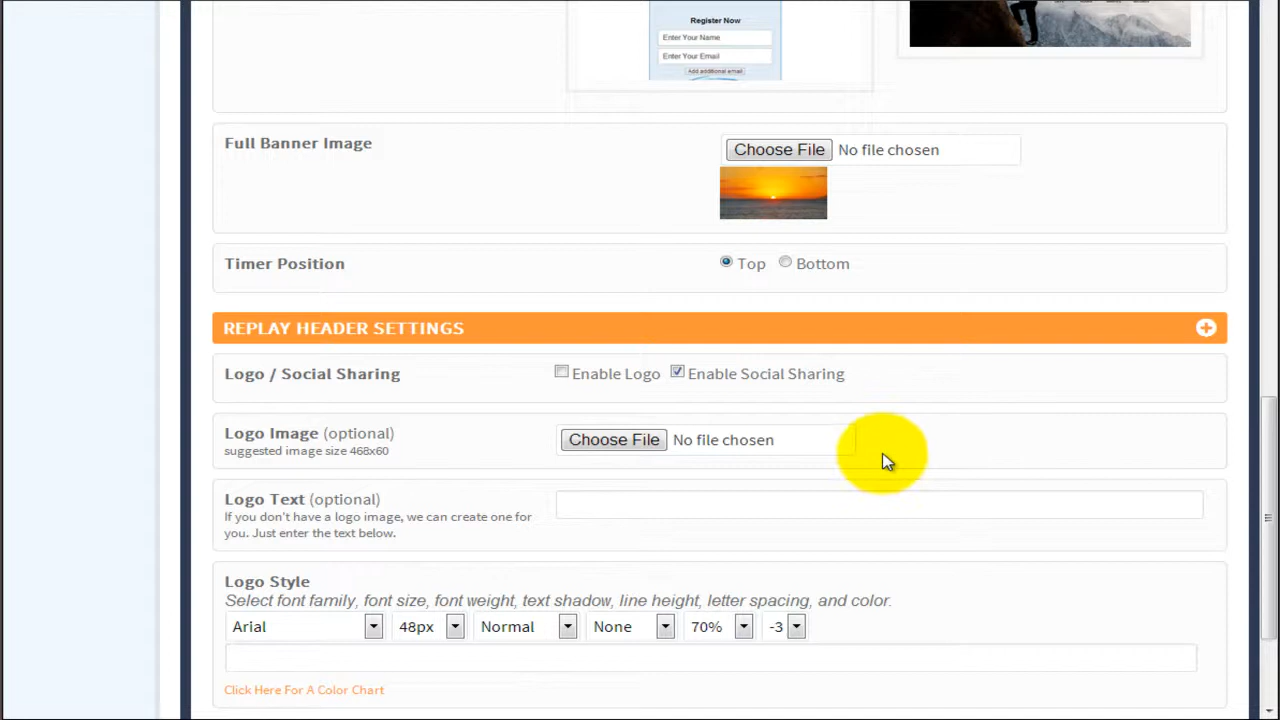 Register Now
Enter Your Name
Enter Your Email
Add additional email
Full Banner Image
Choose File No file chosen
Timer Position
Top Bottom
REPLAY HEADER SETTINGS
Logo / Social Sharing
Enable Logo Enable Social Sharing
Logo Image (optional)
suggested image size 468x60
Choose File No file chosen
Logo Text (optional)
If you don't have a logo image, we can create one for
you. Just enter the text below.
Logo Style
Select font family, font size, font weight, text shadow, line height, letter spacing, and color.
Arial 48px Normal None 70% -3
Click Here For A Color Chart